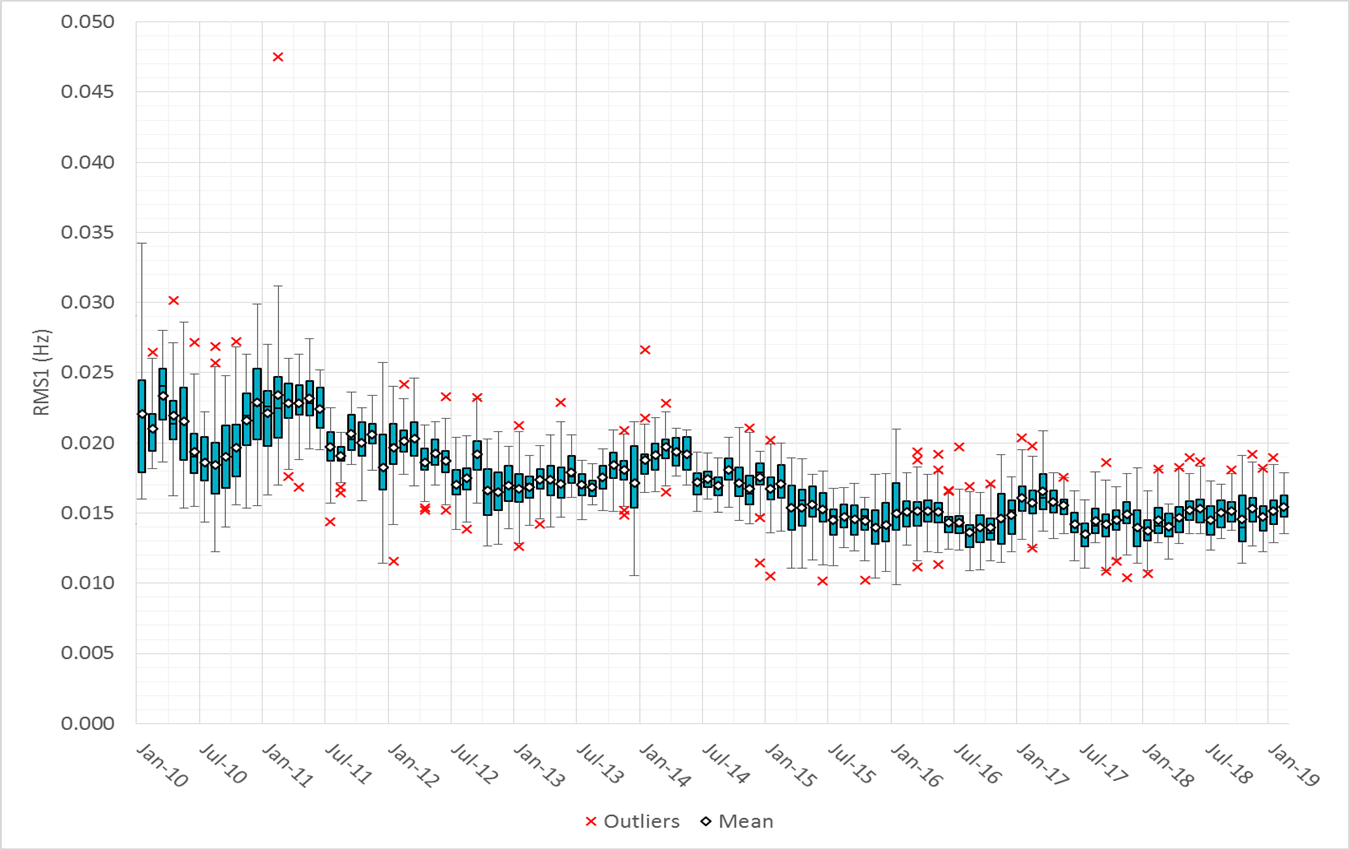 0.050
0.045
0.040
0.035
0.030
0.025
0.020
0.015
0.010
0.005
0.000
RMS1 (Hz)
Jan-10
Jul-10
Jan-11
Jul-11
Jan-12
Jul-12
Jan-13
Jul-13
Jan-14
Jul-14
Jan-15
Jul-15
Jan-16
Jul-16
Jan-17
Jul-17
Jan-18
Jul-18
Jan-19
Outliers Mean